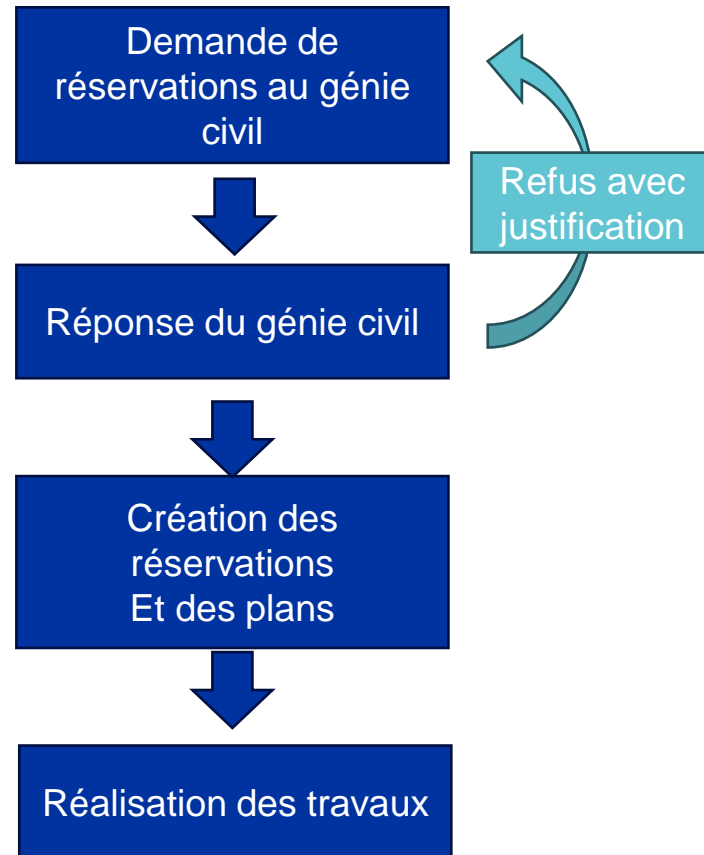 Demande de
réservations au génie
civil
Refus avec
justification
Réponse du génie civil
Création des
réservations
Et des plans
Réalisation des travaux